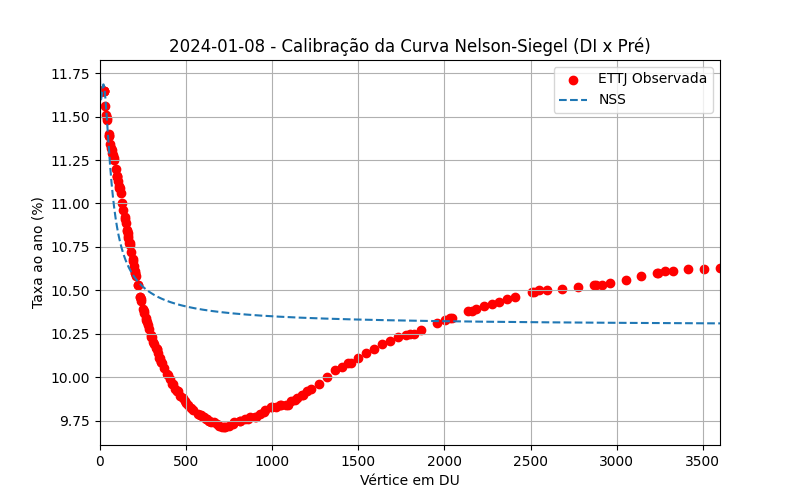 2024-01-08 - Calibração da Curva Nelson-Siegel (DI x Pré)
ETTJ Observada
NSS
Taxa ao ano (%)
11.75
11.50
11.25
11.00
10.75
10.50
10.25
10.00
9.75
0 500 1000 1500 2000 2500 3000 3500
Vértice em DU